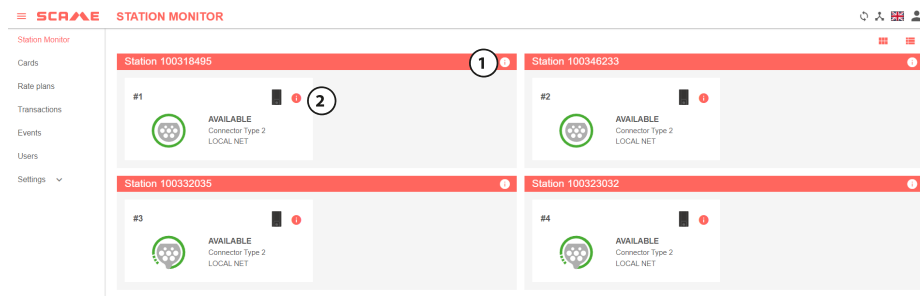 SCAME STATION MONITOR
Station Monitor
Cards
Rate plans
Transactions
Events
Users
Settings
Station 100318495 1
#1 2
AVAILABLE
Connector Type 2
LOCAL NET
Station 100346233
#2
AVAILABLE
Connector Type 2
LOCAL NET
Station 100332035
#3
AVAILABLE
Connector Type 2
LOCAL NET
Station 100323032
#4
AVAILABLE
Connector Type 2
LOCAL NET